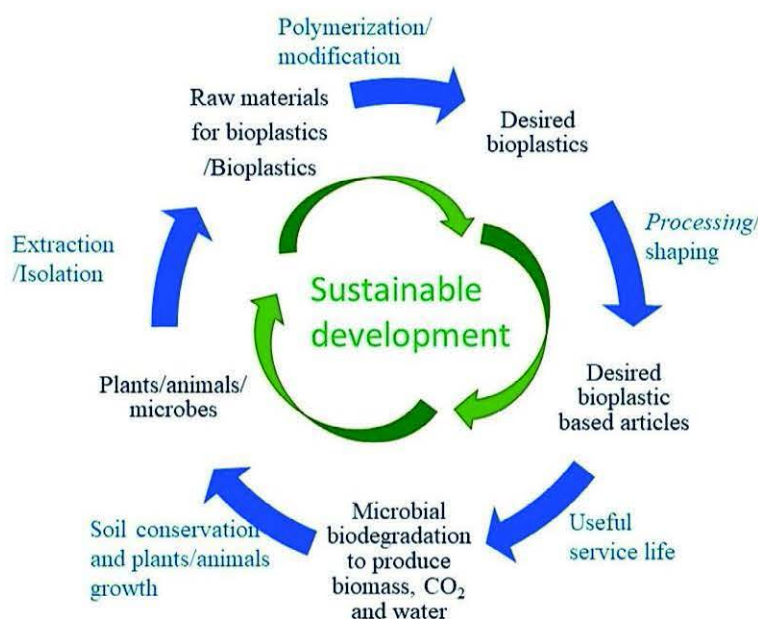 Polymerization/
modification
Raw materials
for bioplastics
/Bioplastics
Desired
bioplastics
Processing/
shaping
Desired
bioplastic
based articles
Useful
service life
Microbial
biodegradation
to produce
biomass, CO₂
and water
Soil conservation
and plants/animals
growth
Plants/animals/
microbes
Extraction
/Isolation
Sustainable
development